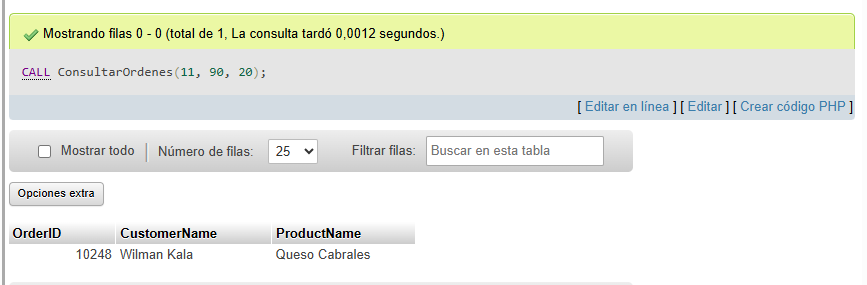 Mostrando filas 0 - 0 (total de 1, La consulta tardó 0,0012 segundos.)
CALL ConsultarOrdenes(11, 90, 20);
[ Editar en línea ] [ Editar ] [ Crear código PHP ]
Mostrar todo | Número de filas: 25 Filtrar filas: Buscar en esta tabla
Opciones extra
OrderID CustomerName ProductName
10248 Wilman Kala Queso Cabrales